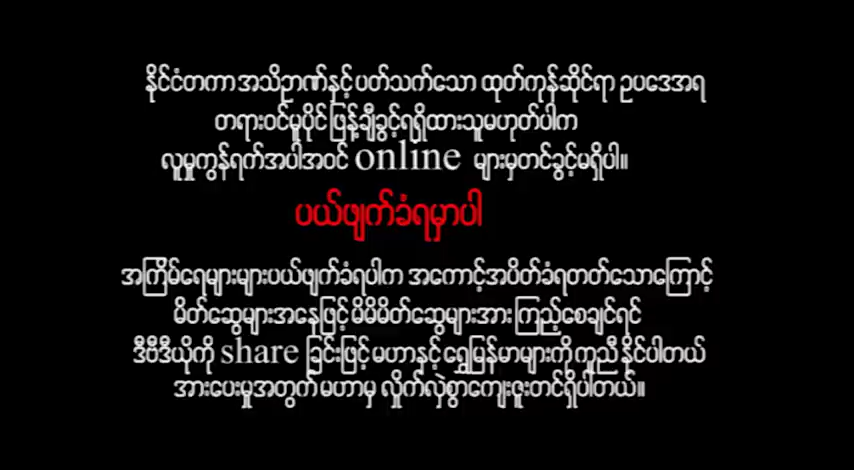 နိုင်ငံတကာ အသိဉာဏ်နှင့် ပတ်သက်သော ထုတ်ကုန်ဆိုင်ရာ ဥပဒေအရ
တရားဝင်မူပိုင် ဖြန့်ချီခွင့်ရရှိထားသူမဟုတ်ပါက
လူမှုကွန်ရက်အပါအဝင် online များမှတင်ခွင့်မရှိပါ။
ပယ်ဖျက်ခံရမှာပါ
အကြိမ်ရေများများပယ်ဖျက်ခံရပါက အကောင့်အပိတ်ခံရတတ်သောကြောင့်
မိတ်ဆွေများအနေဖြင့် မိမိမိတ်ဆွေများအား ကြည့်စေချင်ရင်
ဒီဗီဒီယိုကို share ခြင်းဖြင့် မဟာနှင့် ရွှေမြန်မာများကို ကူညီ နိုင်ပါတယ်
အားပေးမှုအတွက် မဟာမှ လှိုက်လှဲစွာကျေးဇူးတင်ရှိပါတယ်။